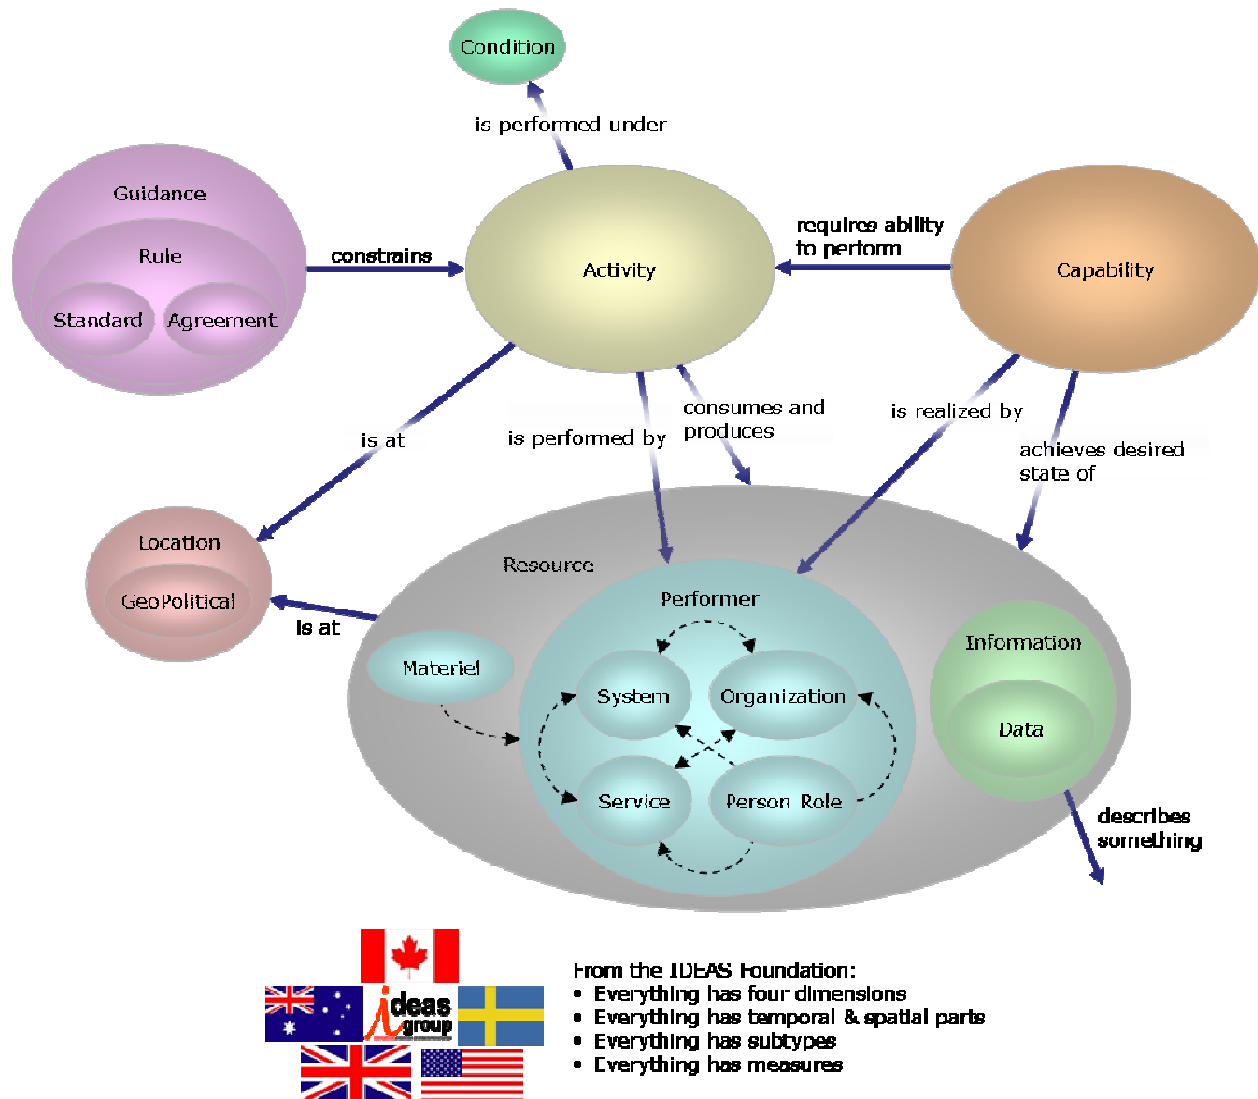 Condition
is performed under
Guidance
Rule
Standard
Agreement
constrains
Activity
requires ability
to perform
Capability
is at
is performed by
consumes and
produces
is realized by
achieves desired
state of
Location
GeoPolitical
is at
Resource
Performer
Materiel
System
Organization
Service
Person Role
Information
Data
describes
something
ideas
group
From the IDEAS Foundation:
• Everything has four dimensions
• Everything has temporal & spatial parts
• Everything has subtypes
• Everything has measures